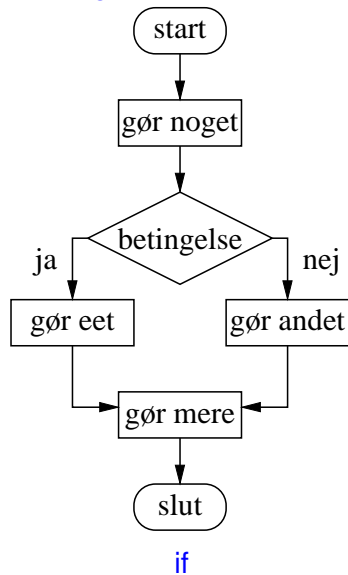 start
gør noget
betingelse
ja
nej
gør eet
gør andet
gør mere
slut
if